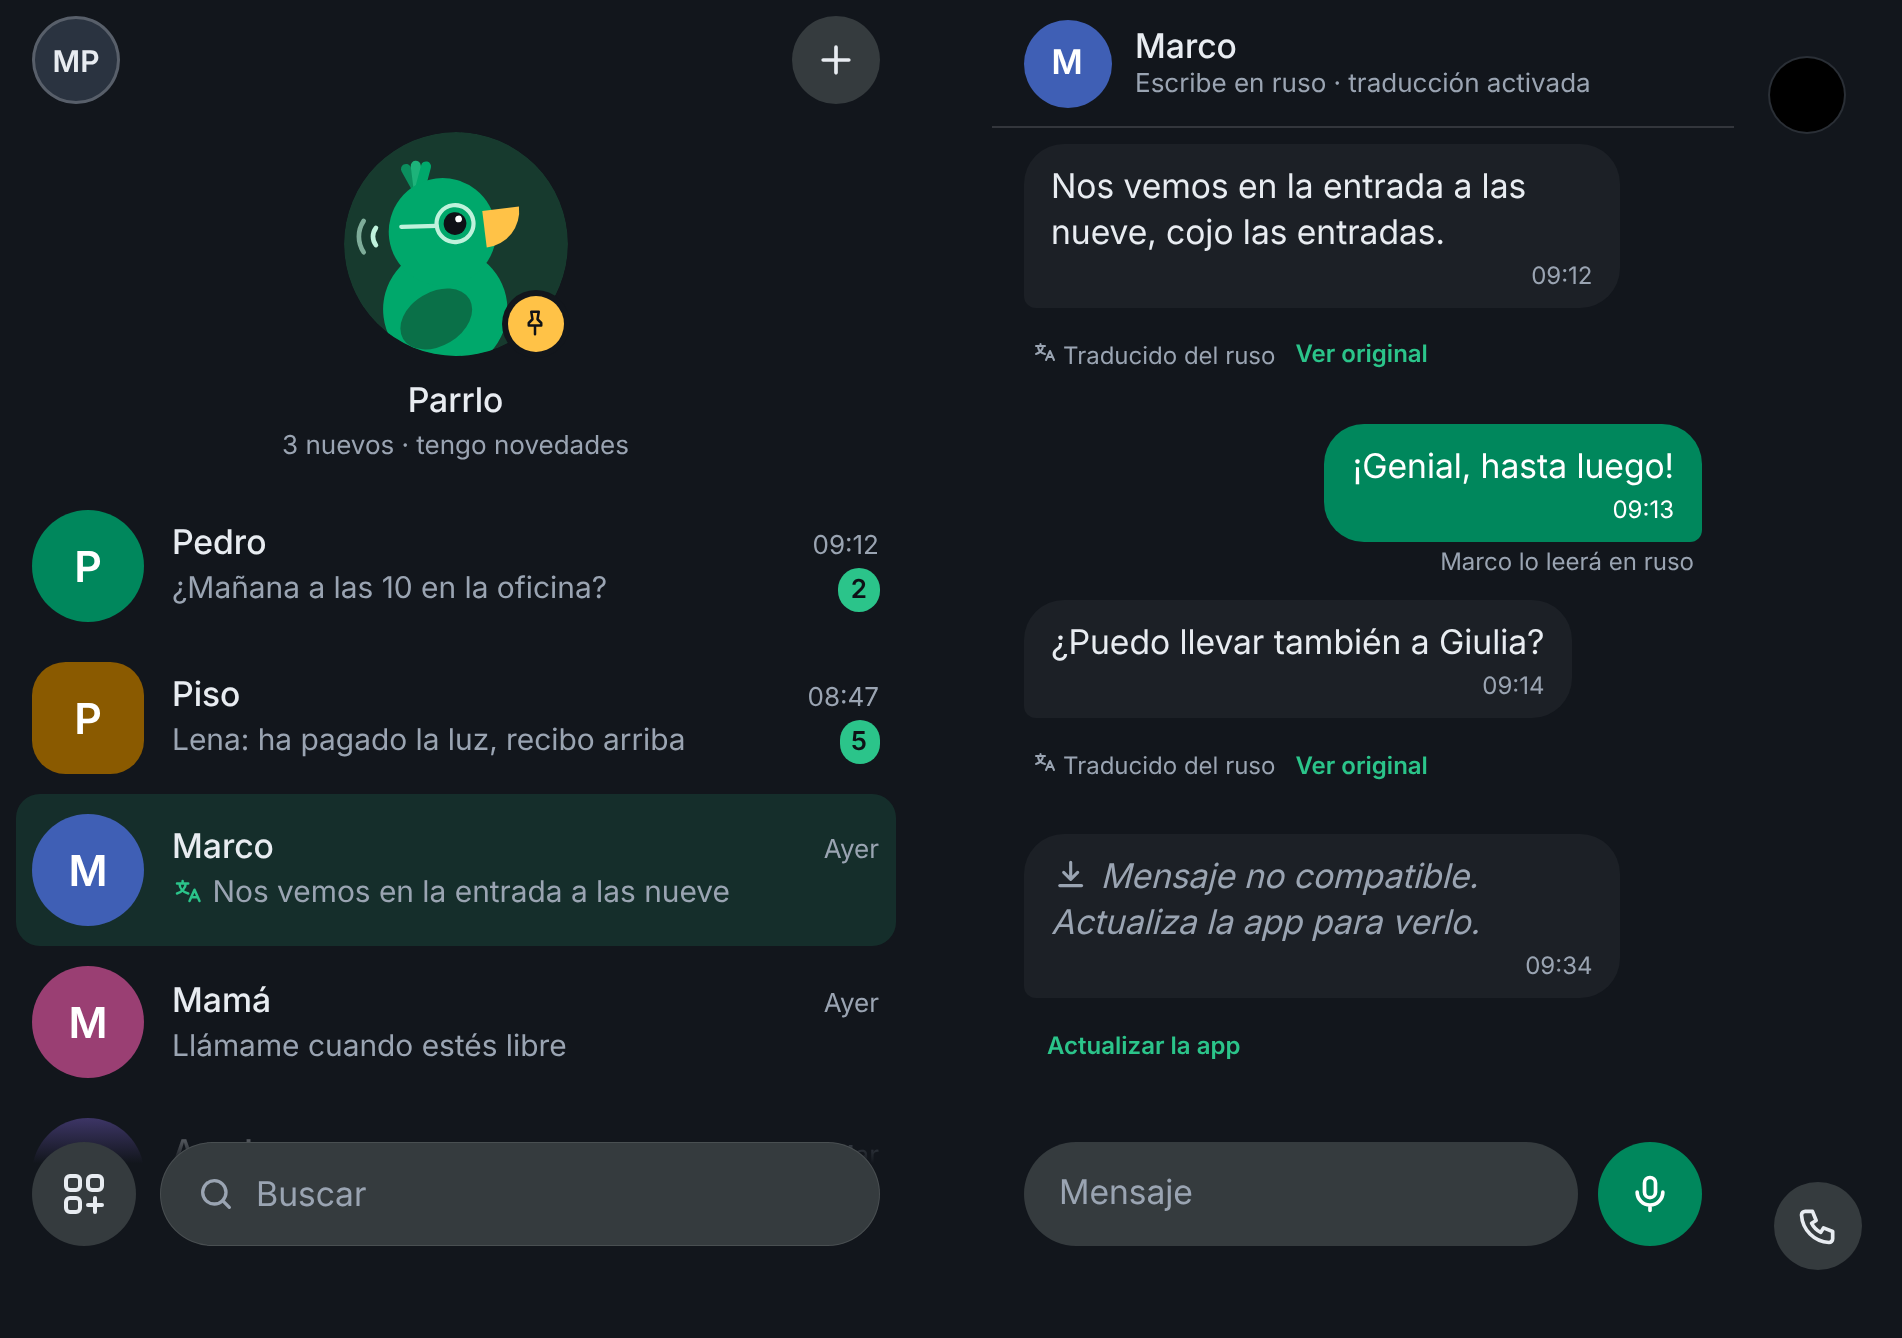 MP
Parrlo
3 nuevos · tengo novedades
P
Pedro
09:12
¿Mañana a las 10 en la oficina?
2
P
Piso
08:47
Lena: ha pagado la luz, recibo arriba
5
M
Marco
Ayer
Nos vemos en la entrada a las nueve
M
Mamá
Ayer
Llámame cuando estés libre
Buscar
M
Marco
Escribe en ruso · traducción activada
Nos vemos en la entrada a las
nueve, cojo las entradas.
09:12
Traducido del ruso Ver original
¡Genial, hasta luego!
09:13
Marco lo leerá en ruso
¿Puedo llevar también a Giulia?
09:14
Traducido del ruso Ver original
Mensaje no compatible.
Actualiza la app para verlo.
09:34
Actualizar la app
Mensaje